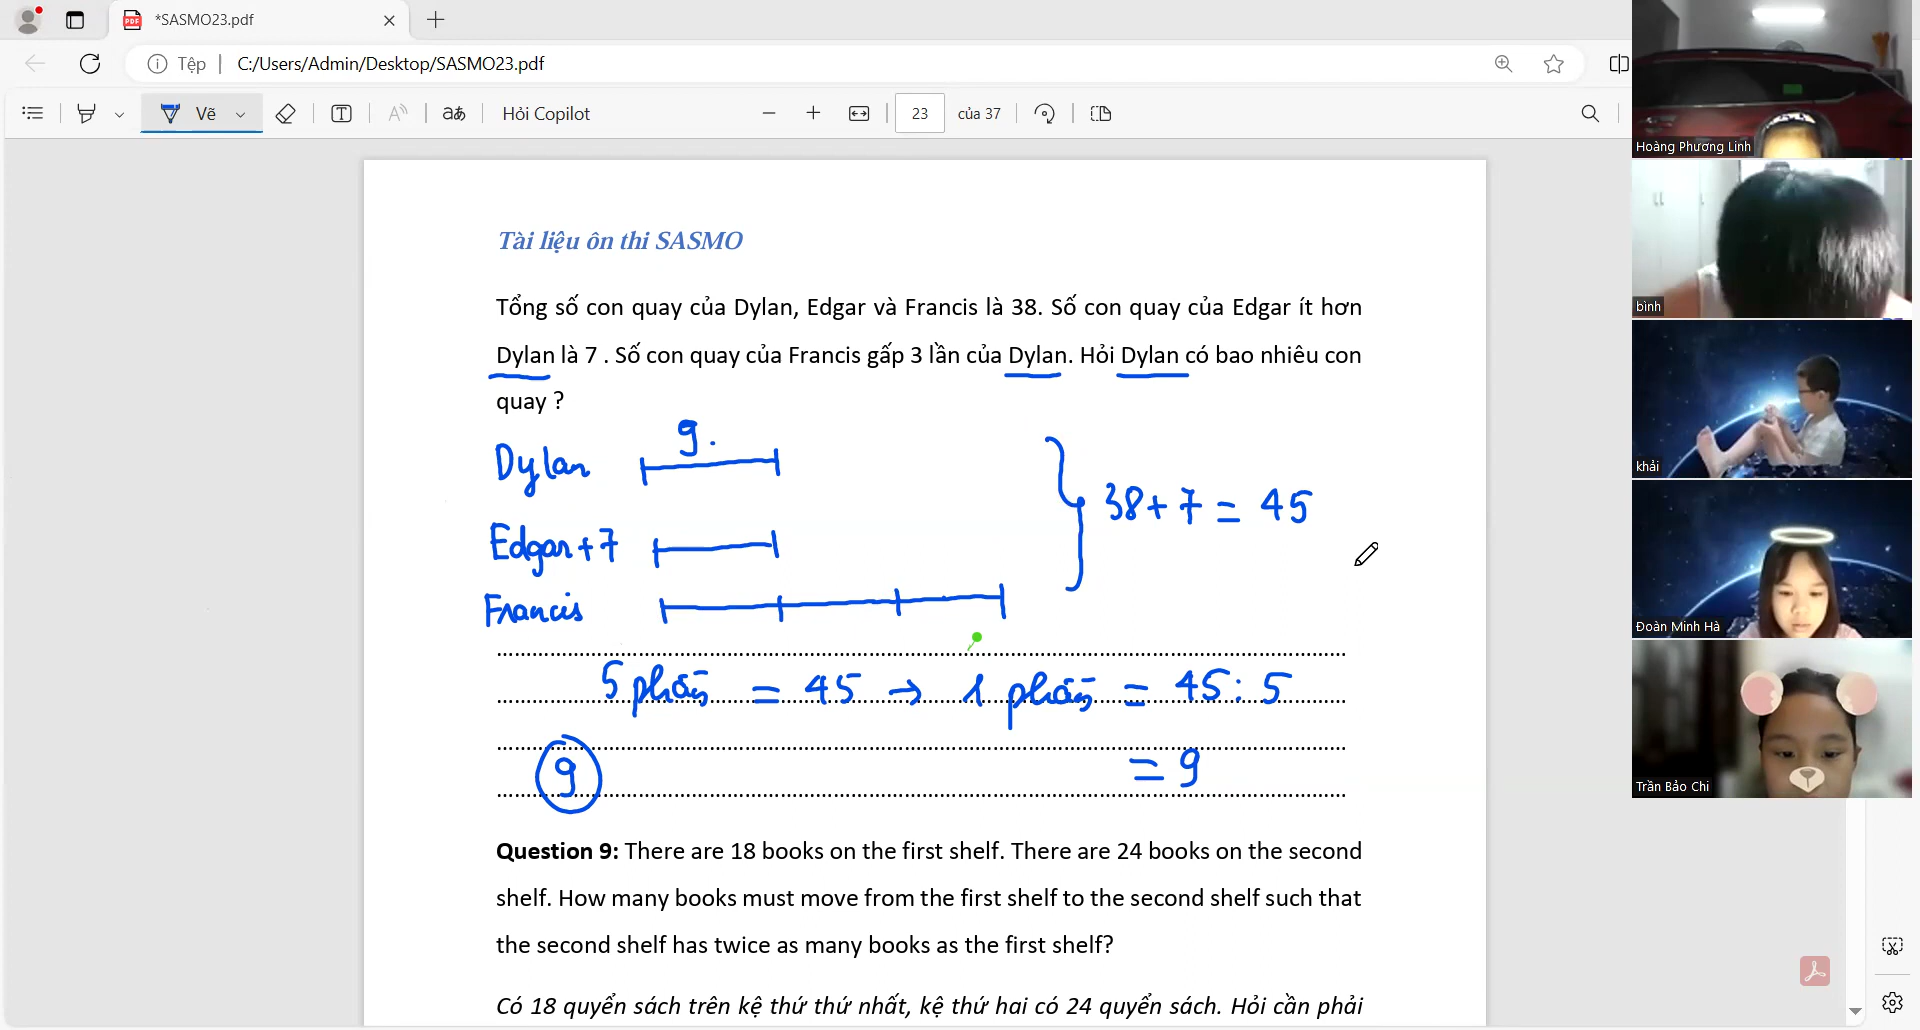 *SASMO23.pdf
Tệp
C:/Users/Admin/Desktop/SASMO23.pdf
Vẽ
T
A
aあ
Hỏi Copilot
23
của 37
Hoàng Phương Linh
bình
khải
Đoàn Minh Hà
Trần Bảo Chi
Tài liệu ôn thi SASMO
Tổng số con quay của Dylan, Edgar và Francis là 38. Số con quay của Edgar ít hơn
Dylan là 7 . Số con quay của Francis gấp 3 lần của Dylan. Hỏi Dylan có bao nhiêu con
quay ?
9.
Dylan
38+7 = 45
Edgar+7
Francis
5 phần = 45 → 1 phần = 45: 5
9
= 9
Question 9: There are 18 books on the first shelf. There are 24 books on the second
shelf. How many books must move from the first shelf to the second shelf such that
the second shelf has twice as many books as the first shelf?
Có 18 quyển sách trên kệ thứ thứ nhất, kệ thứ hai có 24 quyển sách. Hỏi cần phải